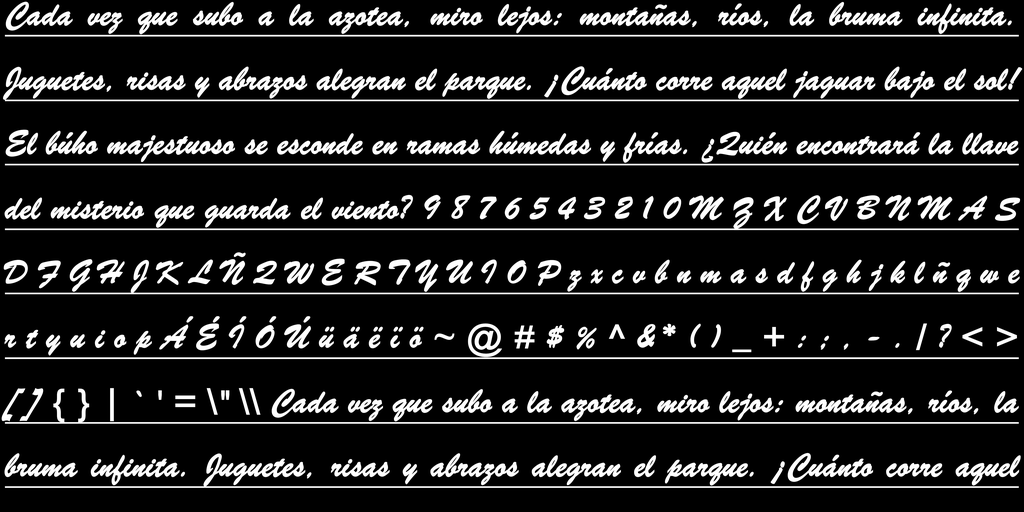 Cada vez que subo a la azotea, miro lejos: montañas, ríos, la bruma infinita.
Juguetes, risas y abrazos alegran el parque. ¡Cuánto corre aquel jaguar bajo el sol!
El búho majestuoso se esconde en ramas húmedas y frías. ¿Quién encontrará la llave
del misterio que guarda el viento? 9 8 7 6 5 4 3 2 1 0 M Z X C V B N M A S
D F G H J K L Ñ Q W E R T Y U I O P z x c v b n m a s d f g h j k l ñ q w e
r t y u i o p Á É Í Ó Ú ü ä ë ï ö ~ @ # $ % ^ & * ( ) _ + : ; , - . / ? < >
[ ] { } | ` ' = \" \\ Cada vez que subo a la azotea, miro lejos: montañas, ríos, la
bruma infinita. Juguetes, risas y abrazos alegran el parque. ¡Cuánto corre aquel